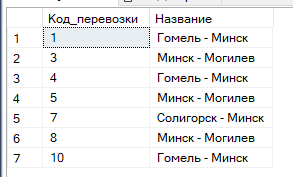 Код_перевозки Название
1 1 Гомель - Минск
2 3 Минск - Могилев
3 4 Гомель - Минск
4 5 Минск - Могилев
5 7 Солигорск - Минск
6 8 Минск - Могилев
7 10 Гомель - Минск